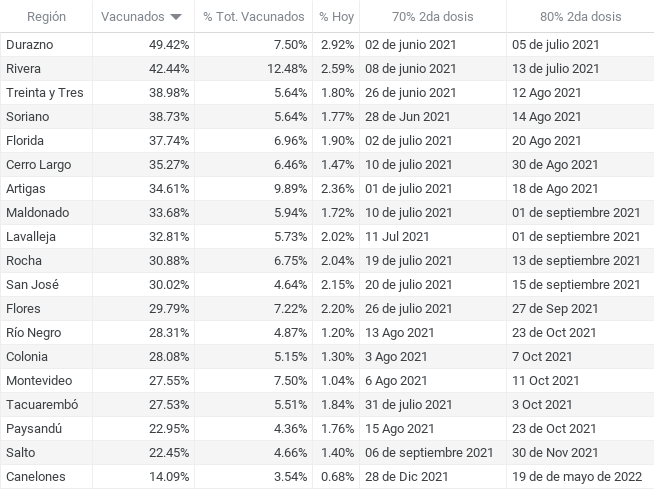 Región Vacunados % Tot. Vacunados % Hoy 70% 2da dosis 80% 2da dosis
Durazno 49.42% 7.50% 2.92% 02 de junio 2021 05 de julio 2021
Rivera 42.44% 12.48% 2.59% 08 de junio 2021 13 de julio 2021
Treinta y Tres 38.98% 5.64% 1.80% 26 de junio 2021 12 Ago 2021
Soriano 38.73% 5.64% 1.77% 28 de Jun 2021 14 Ago 2021
Florida 37.74% 6.96% 1.90% 02 de julio 2021 20 Ago 2021
Cerro Largo 35.27% 6.46% 1.47% 10 de julio 2021 30 de Ago 2021
Artigas 34.61% 9.89% 2.36% 01 de julio 2021 18 de Ago 2021
Maldonado 33.68% 5.94% 1.72% 10 de julio 2021 01 de septiembre 2021
Lavalleja 32.81% 5.73% 2.02% 11 Jul 2021 01 de septiembre 2021
Rocha 30.88% 6.75% 2.04% 19 de julio 2021 13 de septiembre 2021
San José 30.02% 4.64% 2.15% 20 de julio 2021 15 de septiembre 2021
Flores 29.79% 7.22% 2.20% 26 de julio 2021 27 de Sep 2021
Río Negro 28.31% 4.87% 1.20% 13 Ago 2021 23 de Oct 2021
Colonia 28.08% 5.15% 1.30% 3 Ago 2021 7 Oct 2021
Montevideo 27.55% 7.50% 1.04% 6 Ago 2021 11 Oct 2021
Tacuarembó 27.53% 5.51% 1.84% 31 de julio 2021 3 Oct 2021
Paysandú 22.95% 4.36% 1.76% 15 Ago 2021 23 de Oct 2021
Salto 22.45% 4.66% 1.40% 06 de septiembre 2021 30 de Nov 2021
Canelones 14.09% 3.54% 0.68% 28 de Dic 2021 19 de de mayo de 2022